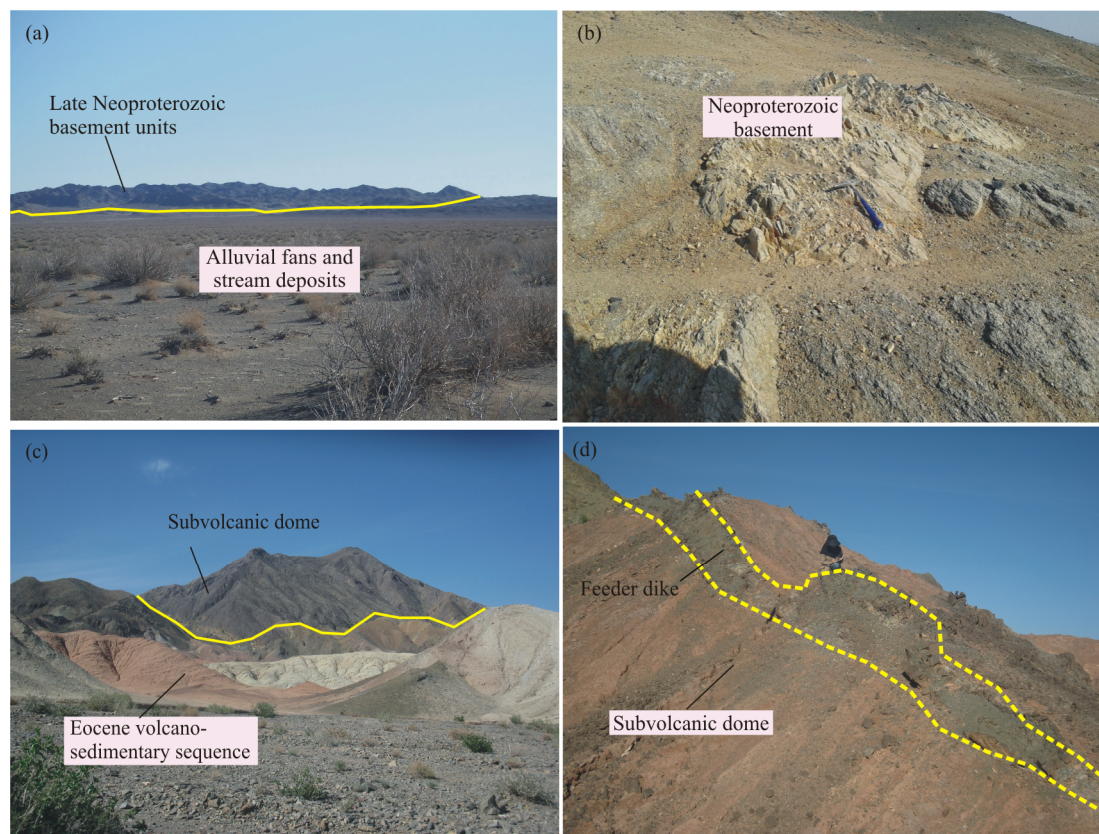 (a)
Late Neoproterozoic
basement units
Alluvial fans and
stream deposits
(b)
Neoproterozoic
basement
(c)
Subvolcanic dome
Eocene volcano-
sedimentary sequence
(d)
Feeder dike
Subvolcanic dome